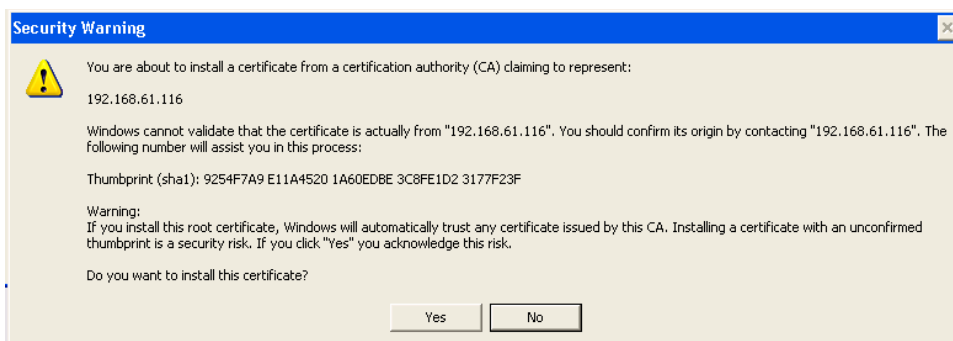 Security Warning
You are about to install a certificate from a certification authority (CA) claiming to represent:
192.168.61.116
Windows cannot validate that the certificate is actually from "192.168.61.116". You should confirm its origin by contacting "192.168.61.116". The
following number will assist you in this process:
Thumbprint (sha1): 9254F7A9 E11A4520 1A60EDBE 3C8FE1D2 3177F23F
Warning:
If you install this root certificate, Windows will automatically trust any certificate issued by this CA. Installing a certificate with an unconfirmed
thumbprint is a security risk. If you click "Yes" you acknowledge this risk.
Do you want to install this certificate?
Yes No